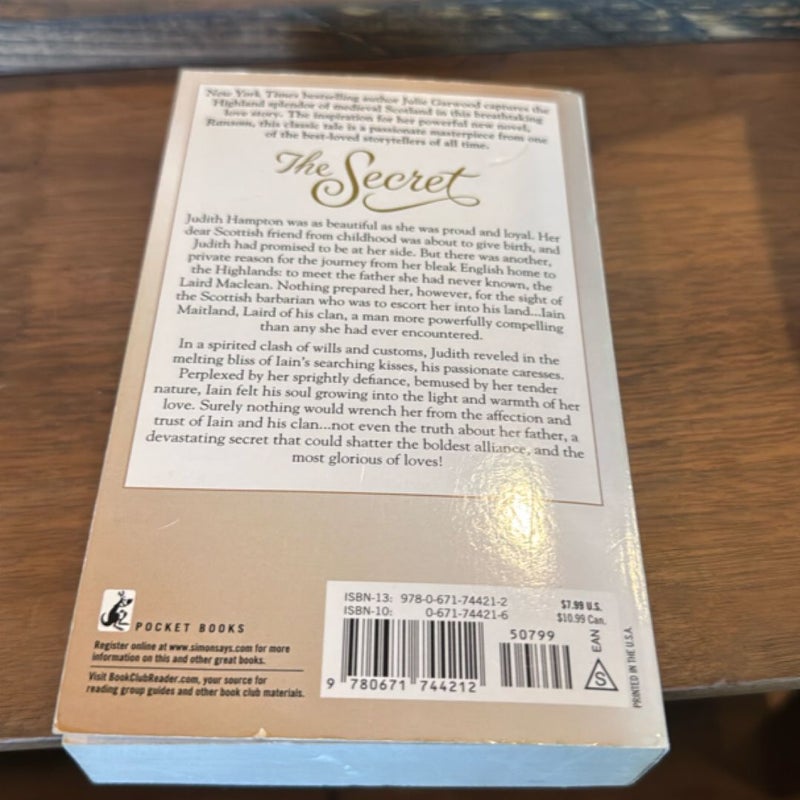 New York Times bestselling author Julie Garwood captures the
Highland splendor of medieval Scotland in this breathtaking
love story. The inspiration for her powerful new novel,
Ransom, this classic tale is a passionate masterpiece from one
of the best-loved storytellers of all time.
The Secret
Judith Hampton was as beautiful as she was proud and loyal. Her
dear Scottish friend from childhood was about to give birth, and
Judith had promised to be at her side. But there was another,
private reason for the journey from her bleak English home to
the Highlands: to meet the father she had never known, the
Laird Maclean. Nothing prepared her, however, for the sight of
the Scottish barbarian who was to escort her into his land...Iain
Maitland, Laird of his clan, a man more powerfully compelling
than any she had ever encountered.
In a spirited clash of wills and customs, Judith reveled in the
melting bliss of Iain's searching kisses, his passionate caresses.
Perplexed by her sprightly defiance, bemused by her tender
nature, Iain felt his soul growing into the light and warmth of her
love. Surely nothing would wrench her from the affection and
trust of Iain and his clan...not even the truth about her father, a
devastating secret that could shatter the boldest alliance, and the
most glorious of loves!
POCKET BOOKS
Register online at www.simonsays.com for more
information on this and other great books.
Visit BookClubReader.com, your source for
reading group guides and other book club materials.
ISBN-13: 978-0-671-74421-2
ISBN-10: 0-671-74421-6
$7.99 U.S.
$10.99 Can.
50799
9 780671 744212
EAN
S
PRINTED IN THE U.S.A.